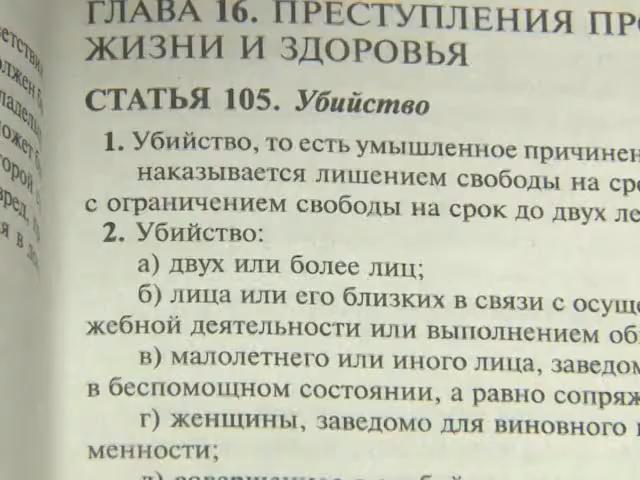 ГЛАВА 16. ПРЕСТУПЛЕНИЯ
ЖИЗНИ И ЗДОРОВЬЯ
СТАТЬЯ 105. Убийство
1. Убийство, то есть умышленное
наказывается лишением свободы на
с ограничением свободы на срок до двух
2. Убийство:
а) двух или более лиц;
б) лица или его близких в связи с
жебной деятельности или выполнением
в) малолетнего или иного лица,
в беспомощном состоянии, а равно
г) женщины, заведомо для виновного
менности;